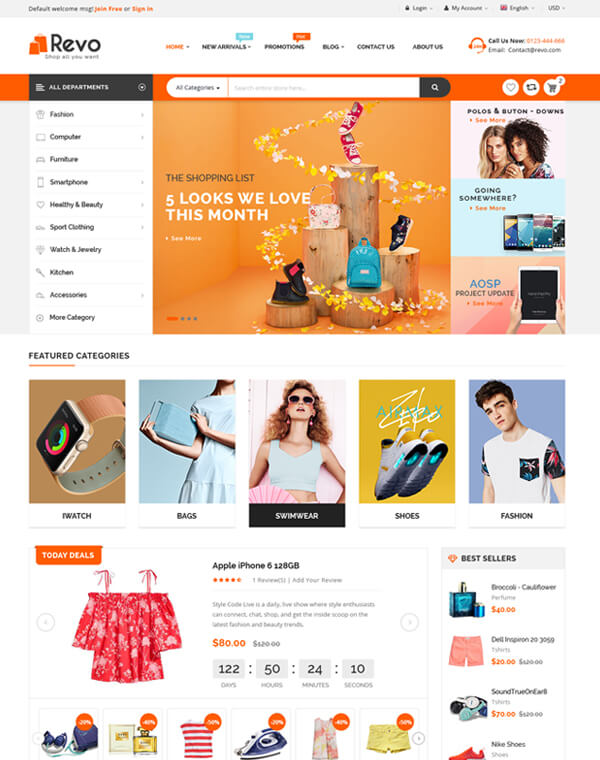 Default welcome msg! Join Free or Sign in
Login
My Account
English
USD
Revo
Shop all you want
HOME
NEW ARRIVALS
New
PROMOTIONS
Hot
BLOG
CONTACT US
ABOUT US
Call Us Now: 0123-444-666
Email: Contact@revo.com
ALL DEPARTMENTS
All Categories
Search entire store here...
2
Fashion
Computer
Furniture
Smartphone
Healthy & Beauty
Sport Clothing
Watch & Jewelry
Kitchen
Accessories
More Category
THE SHOPPING LIST
5 LOOKS WE LOVE
THIS MONTH
See More
POLOS & BUTON - DOWNS
See More
GOING
SOMEWHERE?
See More
AOSP
PROJECT UPDATE
See More
FEATURED CATEGORIES
AIRMAX
IWATCH
BAGS
SWIMWEAR
SHOES
FASHION
TODAY DEALS
Apple iPhone 6 128GB
1 Review(S) | Add Your Review
Style Code Live is a daily, live show where style enthusiasts
can connect, chat, shop, and get the inside scoop on the
latest fashion and beauty trends.
$80.00 $120.00
122 : 50 : 24 : 10
DAYS HOURS MINUTES SECONDS
-20%
-40%
-50%
-20%
-50%
-40%
BEST SELLERS
Broccoli - Cauliflower
Perfume
$40.00
Dell Inspiron 20 3059
Tshirts
$20.00 $120.00
SoundTrueOnEar8
Tshirts
$70.00 $120.00
Nike Shoes
Shoes